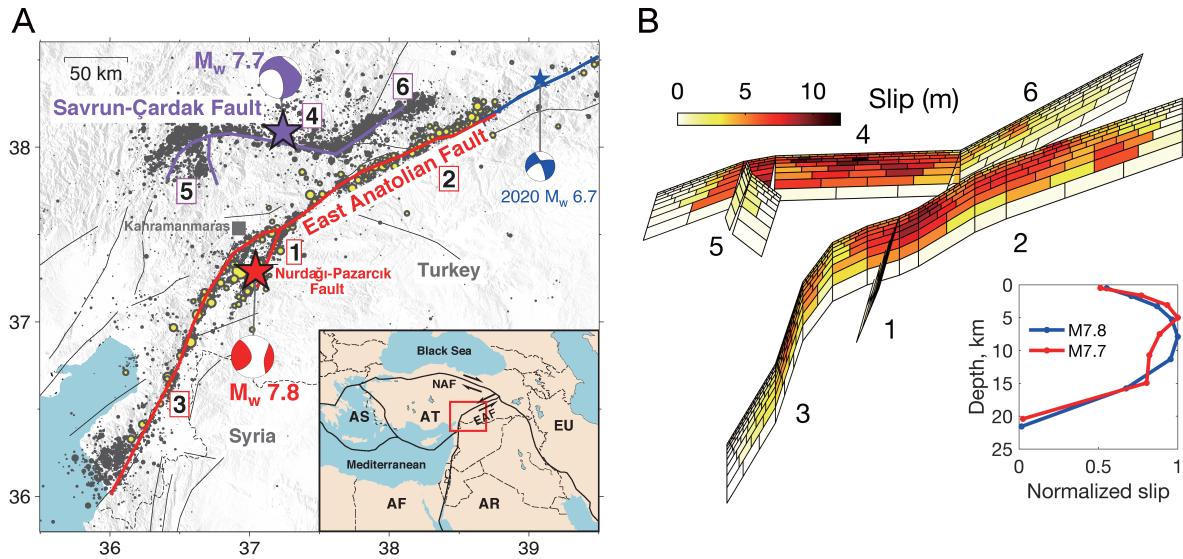 A
50 km
Mw 7.7
Savrun-Çardak Fault
4
6
5
2
East Anatolian Fault
2020 Mw 6.7
Kahramanmaraş
1
Nurdağı-Pazarcık
Fault
Turkey
Mw 7.8
3
Syria
38
37
36
36
37
38
39
Black Sea
NAF
AS
AT
EAF
EU
Mediterranean
AF
AR
B
0
5
10
Slip (m)
4
6
5
2
1
3
0
5
10
15
20
25
Depth, km
M7.8
M7.7
0
0.5
1
Normalized slip